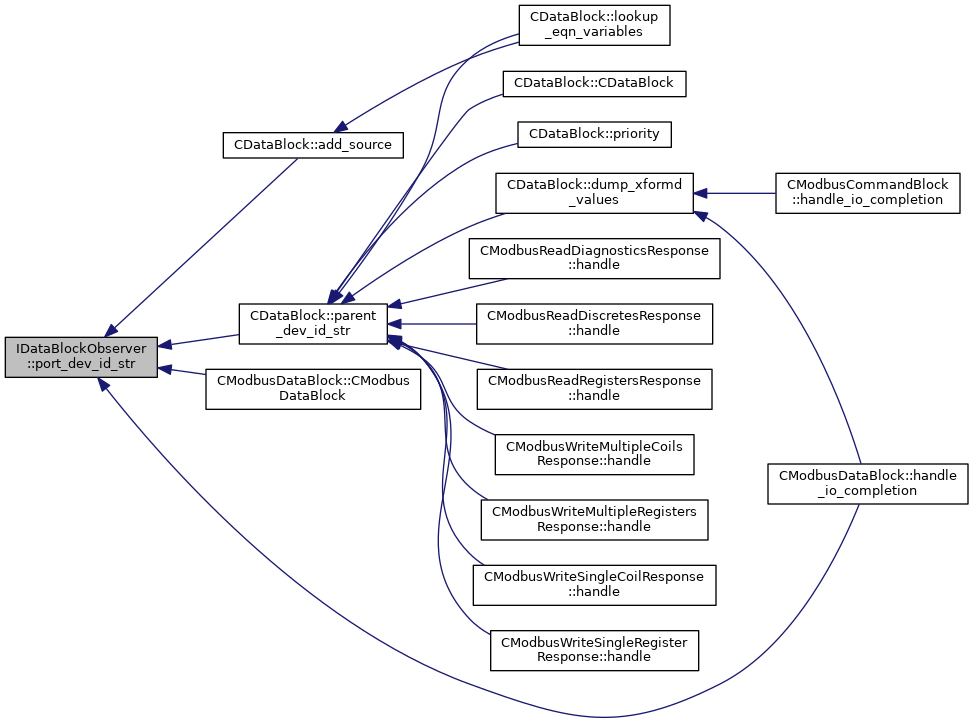 CDataBlock::lookup
_eqn_variables
CDataBlock::CDataBlock
CDataBlock::add_source
CDataBlock::priority
CDataBlock::dump_xformd
_values
CModbusCommandBlock
::handle_io_completion
CModbusReadDiagnosticsResponse
::handle
CDataBlock::parent
_dev_id_str
CModbusReadDiscretesResponse
::handle
IDataBlockObserver
::port_dev_id_str
CModbusDataBlock::CModbus
DataBlock
CModbusReadRegistersResponse
::handle
CModbusWriteMultipleCoils
Response::handle
CModbusDataBlock::handle
_io_completion
CModbusWriteMultipleRegisters
Response::handle
CModbusWriteSingleCoilResponse
::handle
CModbusWriteSingleRegister
Response::handle